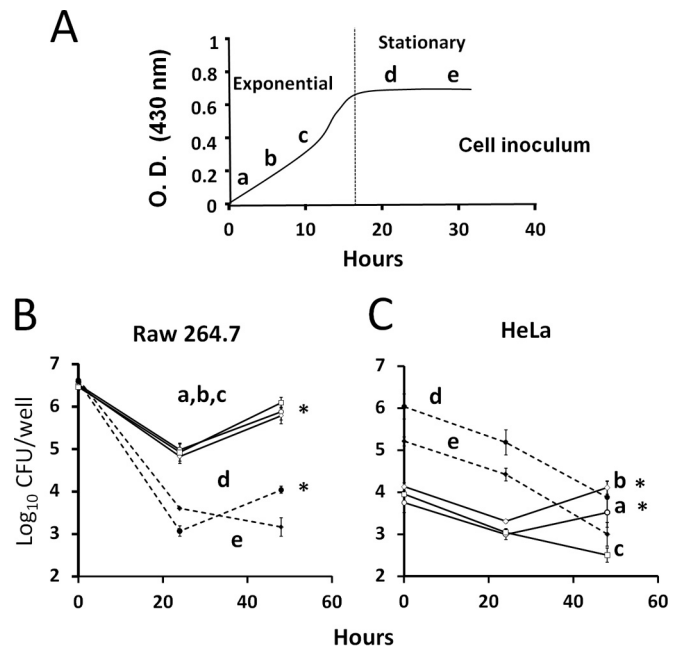 A
O. D. (430 nm)
1
0.8
0.6
0.4
0.2
0
Exponential
Stationary
a
b
c
d
e
Cell inoculum
0 10 20 30 40
Hours
B
Raw 264.7
Log10 CFU/well
7
6
5
4
3
2
a,b,c
*
d
*
e
0 20 40 60
C
HeLa
7
6
5
4
3
2
d
e
b *
a *
c
0 20 40 60
Hours